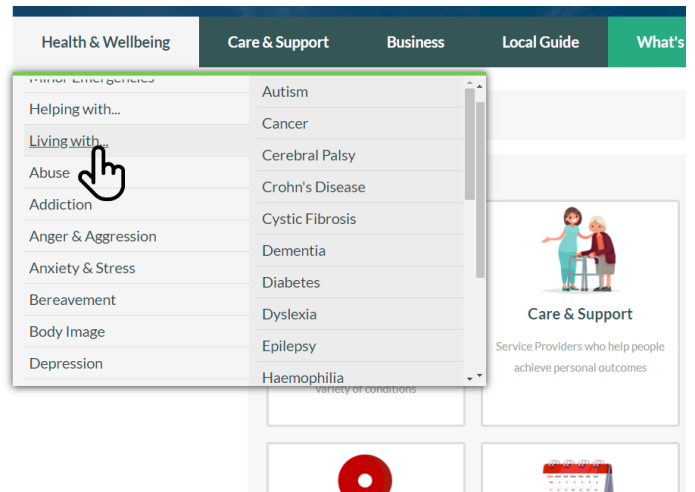 Health & Wellbeing
Care & Support
Business
Local Guide
What's
Minor Emergencies
Helping with...
Living with...
Abuse
Addiction
Anger & Aggression
Anxiety & Stress
Bereavement
Body Image
Depression
Autism
Cancer
Cerebral Palsy
Crohn's Disease
Cystic Fibrosis
Dementia
Diabetes
Dyslexia
Epilepsy
Haemophilia
variety of conditions
Care & Support
Service Providers who help people
achieve personal outcomes